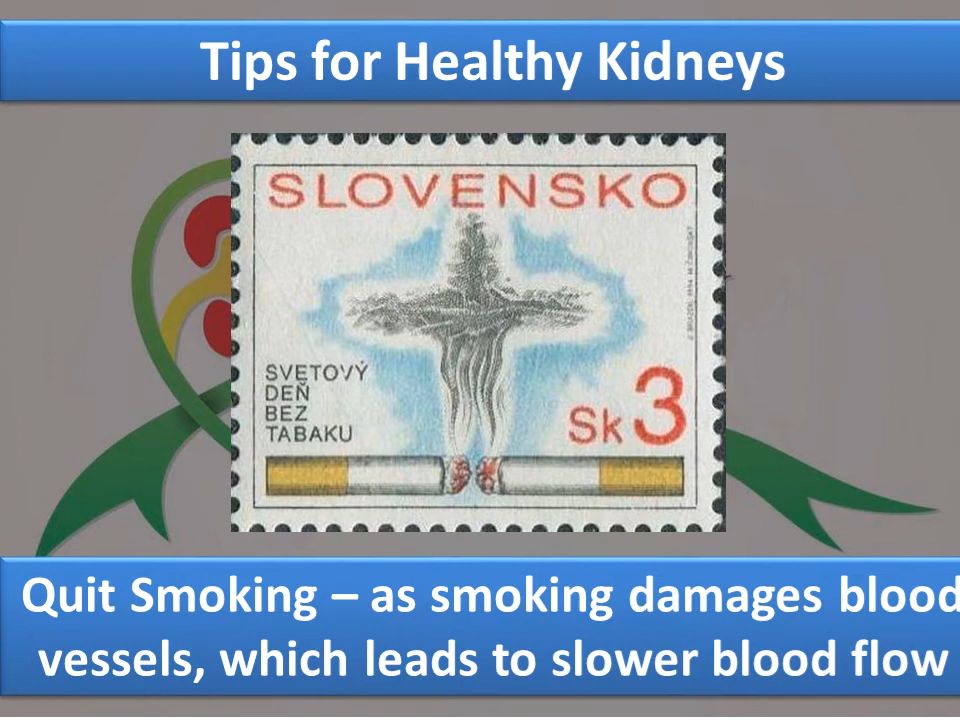 Tips for Healthy Kidneys
SLOVENSKO
SVETOVÝ
DEŇ
BEZ
TABAKU
Sk 3
Quit Smoking – as smoking damages blood
vessels, which leads to slower blood flow